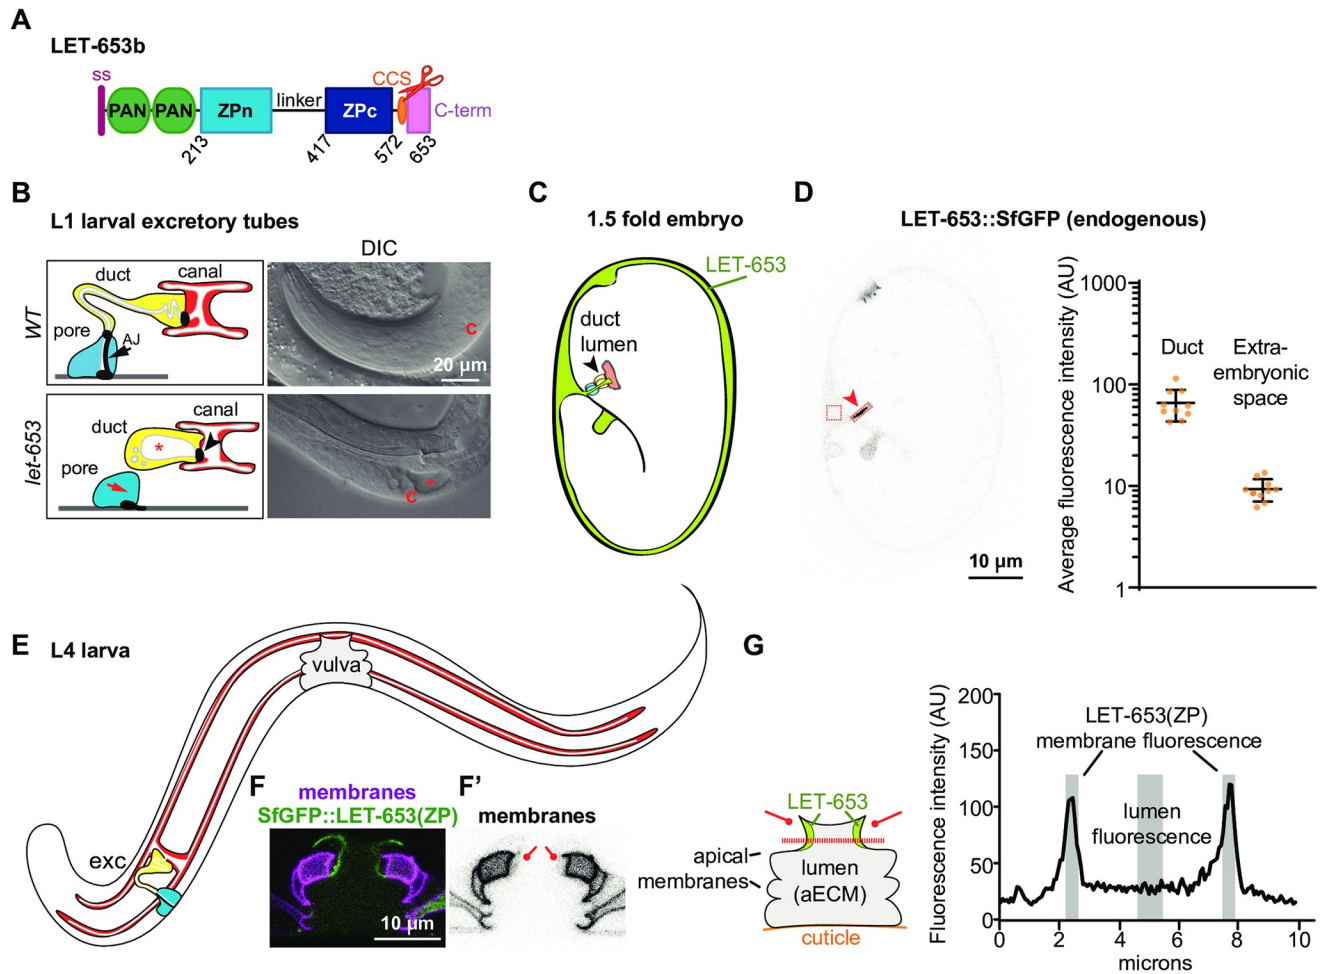 A
LET-653b
ss
CCS
PAN
PAN
ZPn
linker
ZPc
C-term
213
417
572
653
B
L1 larval excretory tubes
DIC
WT
duct
canal
pore
AJ
c
20 µm
let-653
duct
canal
pore
*
*
c
C
1.5 fold embryo
LET-653
duct
lumen
D
LET-653::SfGFP (endogenous)
10 µm
Average fluorescence intensity (AU)
1000
100
10
1
Duct
Extra-
embryonic
space
E
L4 larva
vulva
exc
F
membranes
SfGFP::LET-653(ZP)
10 µm
F’
membranes
G
LET-653
apical
membranes
lumen
(aECM)
cuticle
Fluorescence intensity (AU)
200
150
100
50
0
LET-653(ZP)
membrane fluorescence
lumen
fluorescence
0
2
4
6
8
10
microns